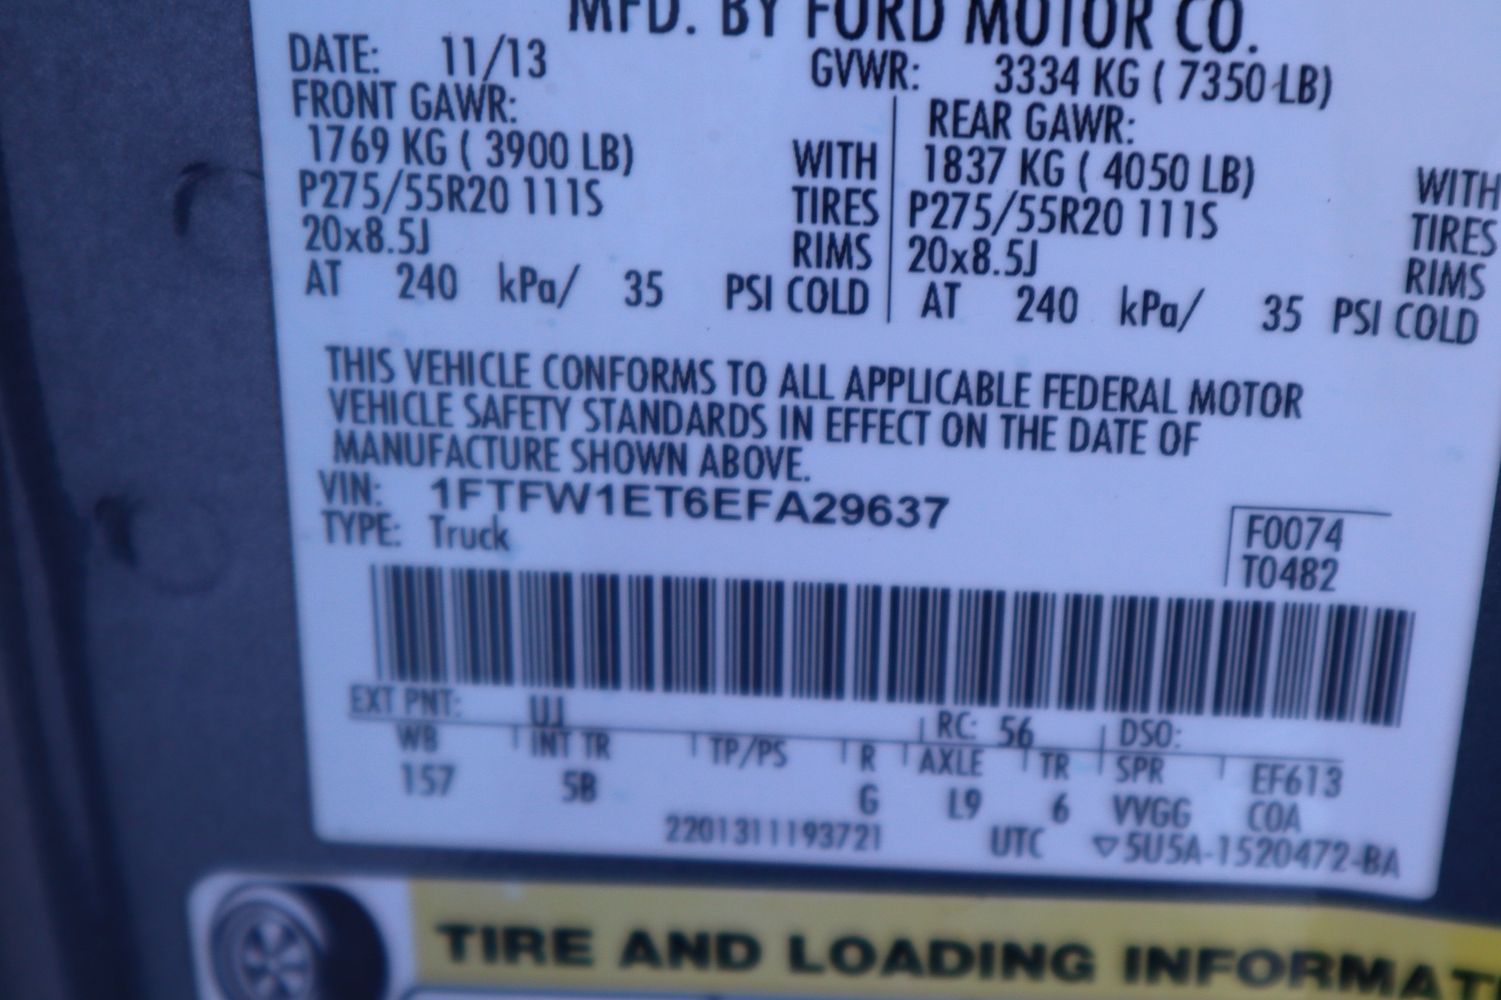 MFD. BY FORD MOTOR CO.
DATE: 11/13 GVWR: 3334 KG ( 7350 LB)
FRONT GAWR: REAR GAWR:
1769 KG ( 3900 LB) WITH 1837 KG ( 4050 LB) WITH
P275/55R20 111S TIRES P275/55R20 111S TIRES
20x8.5J RIMS 20x8.5J RIMS
AT 240 kPa/ 35 PSI COLD AT 240 kPa/ 35 PSI COLD
THIS VEHICLE CONFORMS TO ALL APPLICABLE FEDERAL MOTOR
VEHICLE SAFETY STANDARDS IN EFFECT ON THE DATE OF
MANUFACTURE SHOWN ABOVE.
VIN: 1FTFW1ET6EFA29637 F0074
TYPE: Truck T0482
EXT PNT: UJ RC: 56 DSO:
WB INT TR TP/PS R AXLE TR SPR EF613
157 5B G L9 6 VVGG COA
2201311193721 UTC ▽5U5A-1520472-BA
TIRE AND LOADING INFORMAT